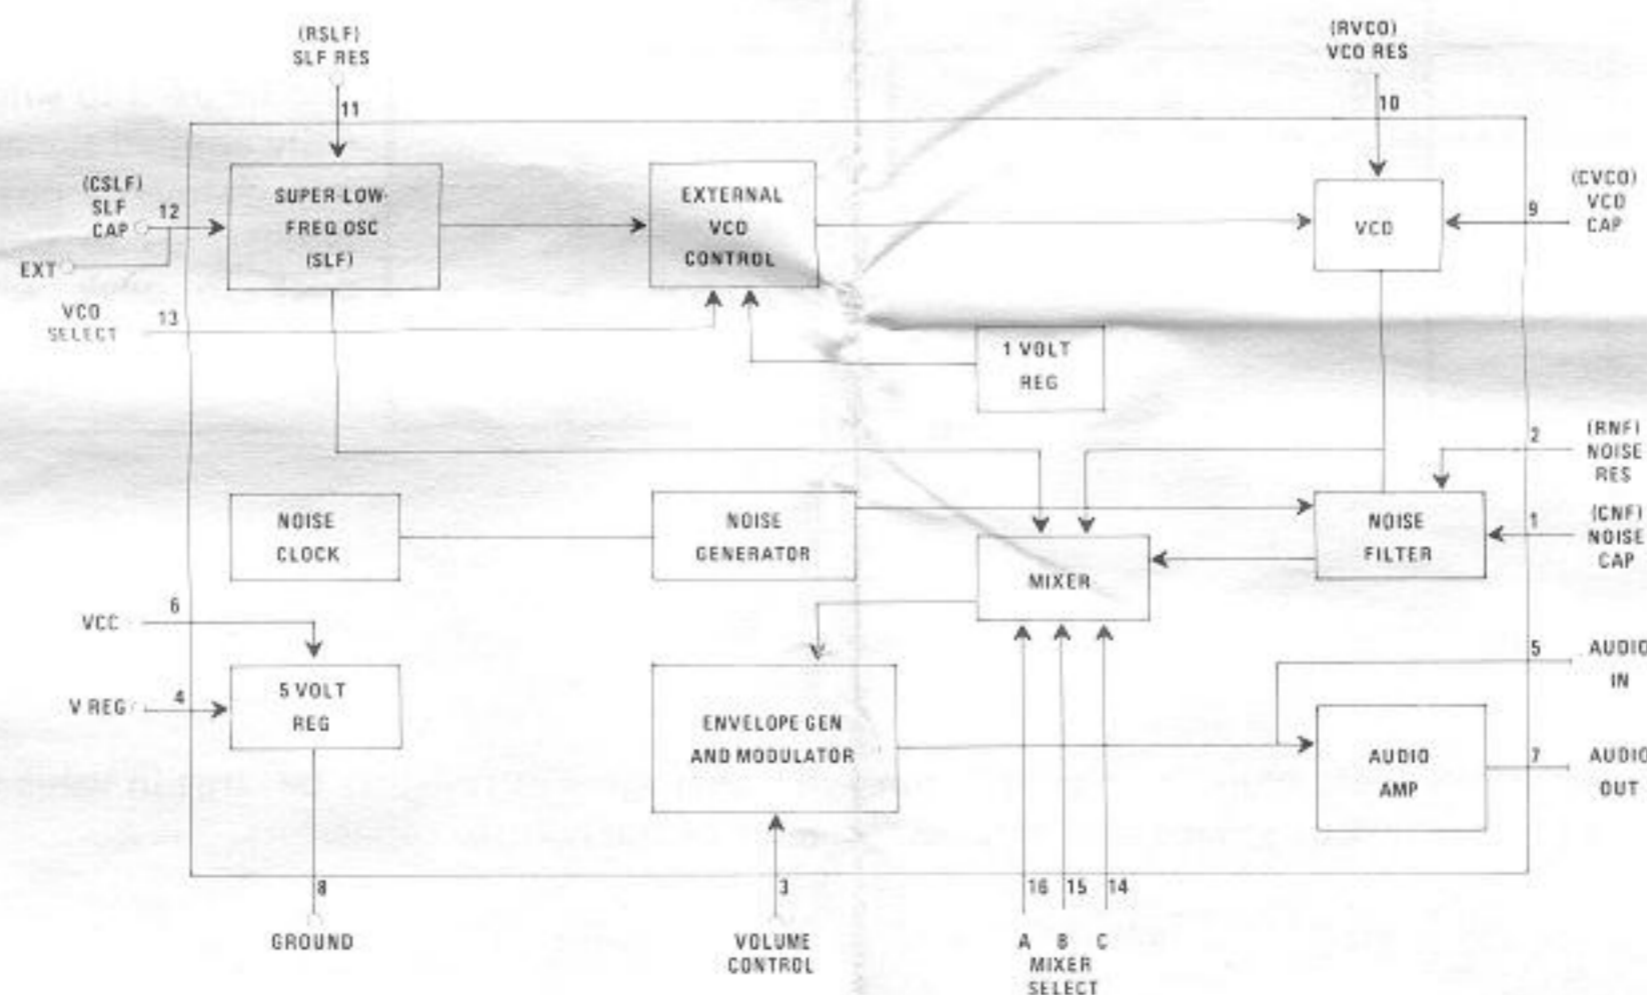 (RSLF)
SLF RES
11
(RVCO)
VCO RES
10
(CSLF)
SLF
CAP
12
EXT
SUPER-LOW-
FREQ OSC
(SLF)
EXTERNAL
VCO
CONTROL
VCO
(CVCO)
VCO
CAP
9
VCO
SELECT
13
1 VOLT
REG
2
(RNF)
NOISE
RES
NOISE
CLOCK
NOISE
GENERATOR
MIXER
NOISE
FILTER
1
(CNF)
NOISE
CAP
VCC
6
V REG
4
5 VOLT
REG
ENVELOPE GEN
AND MODULATOR
5
AUDIO
IN
AUDIO
AMP
7
AUDIO
OUT
8
GROUND
3
VOLUME
CONTROL
16 15 14
A B C
MIXER
SELECT